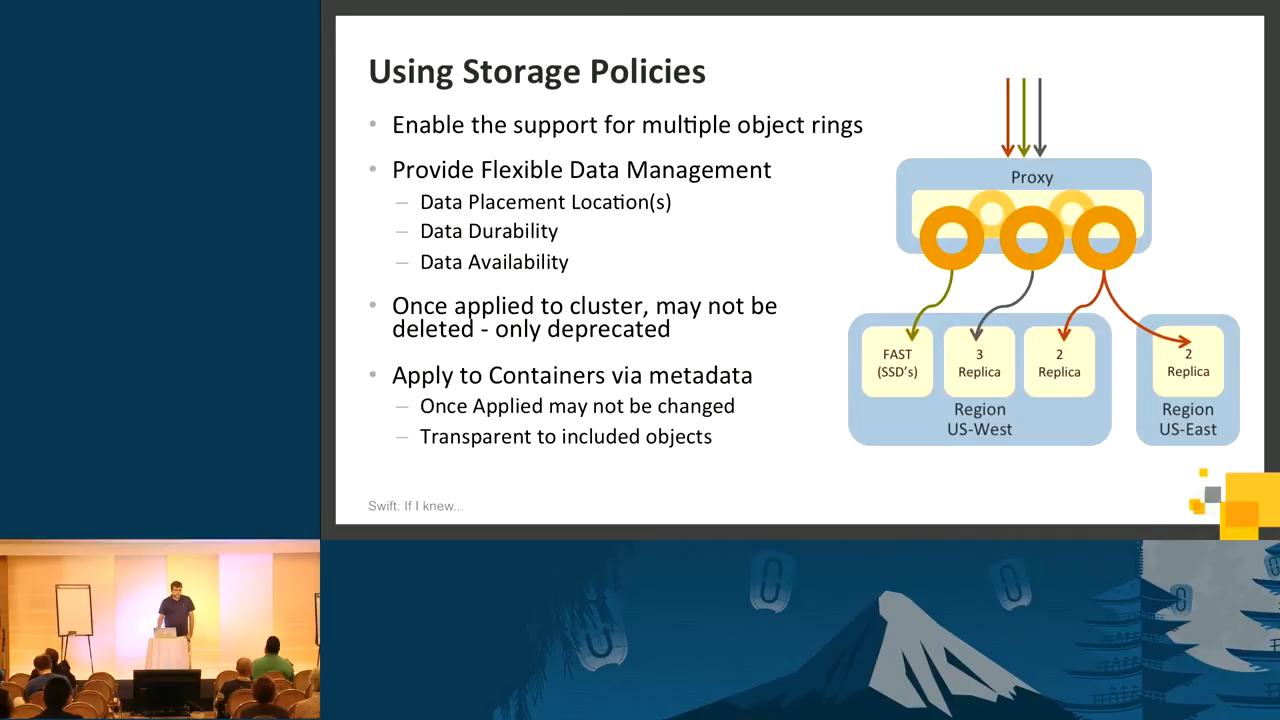 Using Storage Policies
• Enable the support for multiple object rings
• Provide Flexible Data Management
– Data Placement Location(s)
– Data Durability
– Data Availability
• Once applied to cluster, may not be
deleted - only deprecated
• Apply to Containers via metadata
– Once Applied may not be changed
– Transparent to included objects
Swift: If I knew...
Proxy
FAST
(SSD's)
3
Replica
2
Replica
2
Replica
Region
US-West
Region
US-East